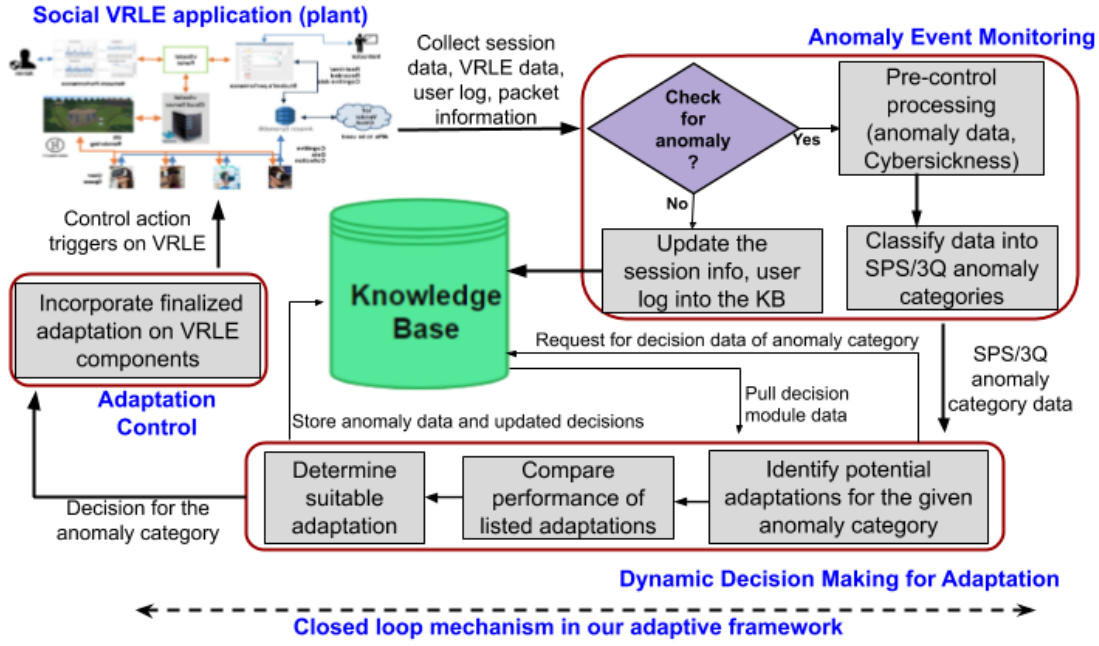 Social VRLE application (plant)
Collect session
data, VRLE data,
user log, packet
information
Anomaly Event Monitoring
Check
for
anomaly
?
Yes
No
Pre-control
processing
(anomaly data,
Cybersickness)
Classify data into
SPS/3Q anomaly
categories
Update the
session info, user
log into the KB
Control action
triggers on VRLE
Incorporate finalized
adaptation on VRLE
components
Adaptation
Control
Knowledge
Base
Request for decision data of anomaly category
Pull decision
module data
SPS/3Q
anomaly
category data
Store anomaly data and updated decisions
Determine
suitable
adaptation
Compare
performance of
listed adaptations
Identify potential
adaptations for the given
anomaly category
Decision for the
anomaly category
Dynamic Decision Making for Adaptation
Closed loop mechanism in our adaptive framework